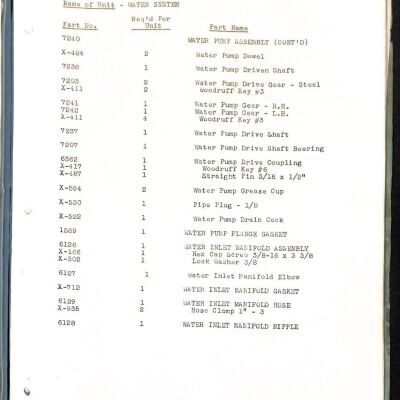 Name of Unit - WATER SYSTEM
Part No. Req'd Per Unit Part Name
7240 WATER PUMP ASSEMBLY (CONT'D)
X-484 2 Water Pump Dowel
7236 1 Water Pump Driven Shaft
7203 2 Water Pump Drive Gear - Steel
X-411 2 Woodruff Key #3
7241 1 Water Pump Gear - R.H.
7242 1 Water Pump Gear - L.H.
X-411 4 Woodruff Key #3
7237 1 Water Pump Drive Shaft
7207 1 Water Pump Drive Shaft Bearing
6362 1 Water Pump Drive Coupling
X-417 1 Woodruff Key #6
X-487 1 Straight Pin 3/16 x 1/2"
X-594 2 Water Pump Grease Cup
X-530 1 Pipe Plug - 1/8
X-522 1 Water Pump Drain Cock
1589 1 WATER PUMP FLANGE GASKET
6126 1 WATER INLET MANIFOLD ASSEMBLY
X-166 1 Hex Cap Screw 3/8-16 x 3 3/8
X-302 1 Lock Washer 3/8
6127 1 Water Inlet Manifold Elbow
X-712 1 WATER INLET MANIFOLD GASKET
6129 1 WATER INLET MANIFOLD HOSE
X-935 2 Hose Clamp 1" - 3
6128 1 WATER INLET MANIFOLD NIPPLE